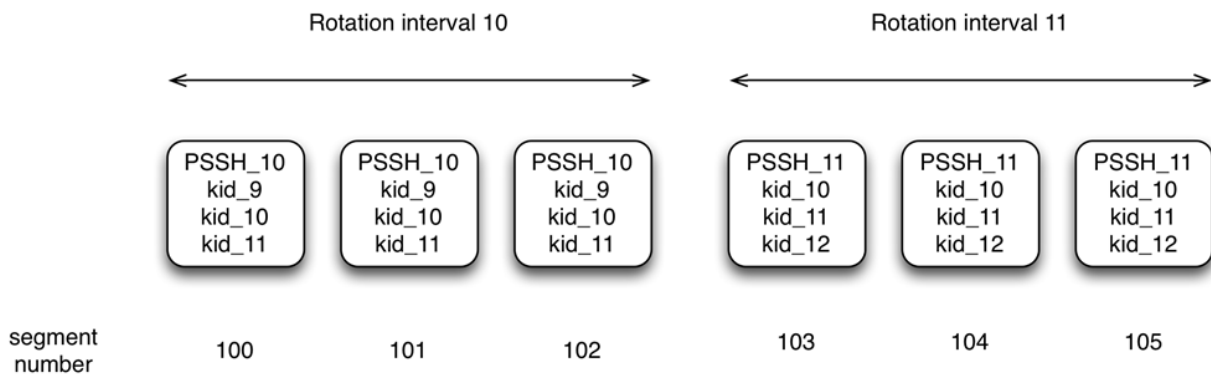 Rotation interval 10
Rotation interval 11
PSSH_10
kid_9
kid_10
kid_11
PSSH_10
kid_9
kid_10
kid_11
PSSH_10
kid_9
kid_10
kid_11
PSSH_11
kid_10
kid_11
kid_12
PSSH_11
kid_10
kid_11
kid_12
PSSH_11
kid_10
kid_11
kid_12
segment
number
100
101
102
103
104
105